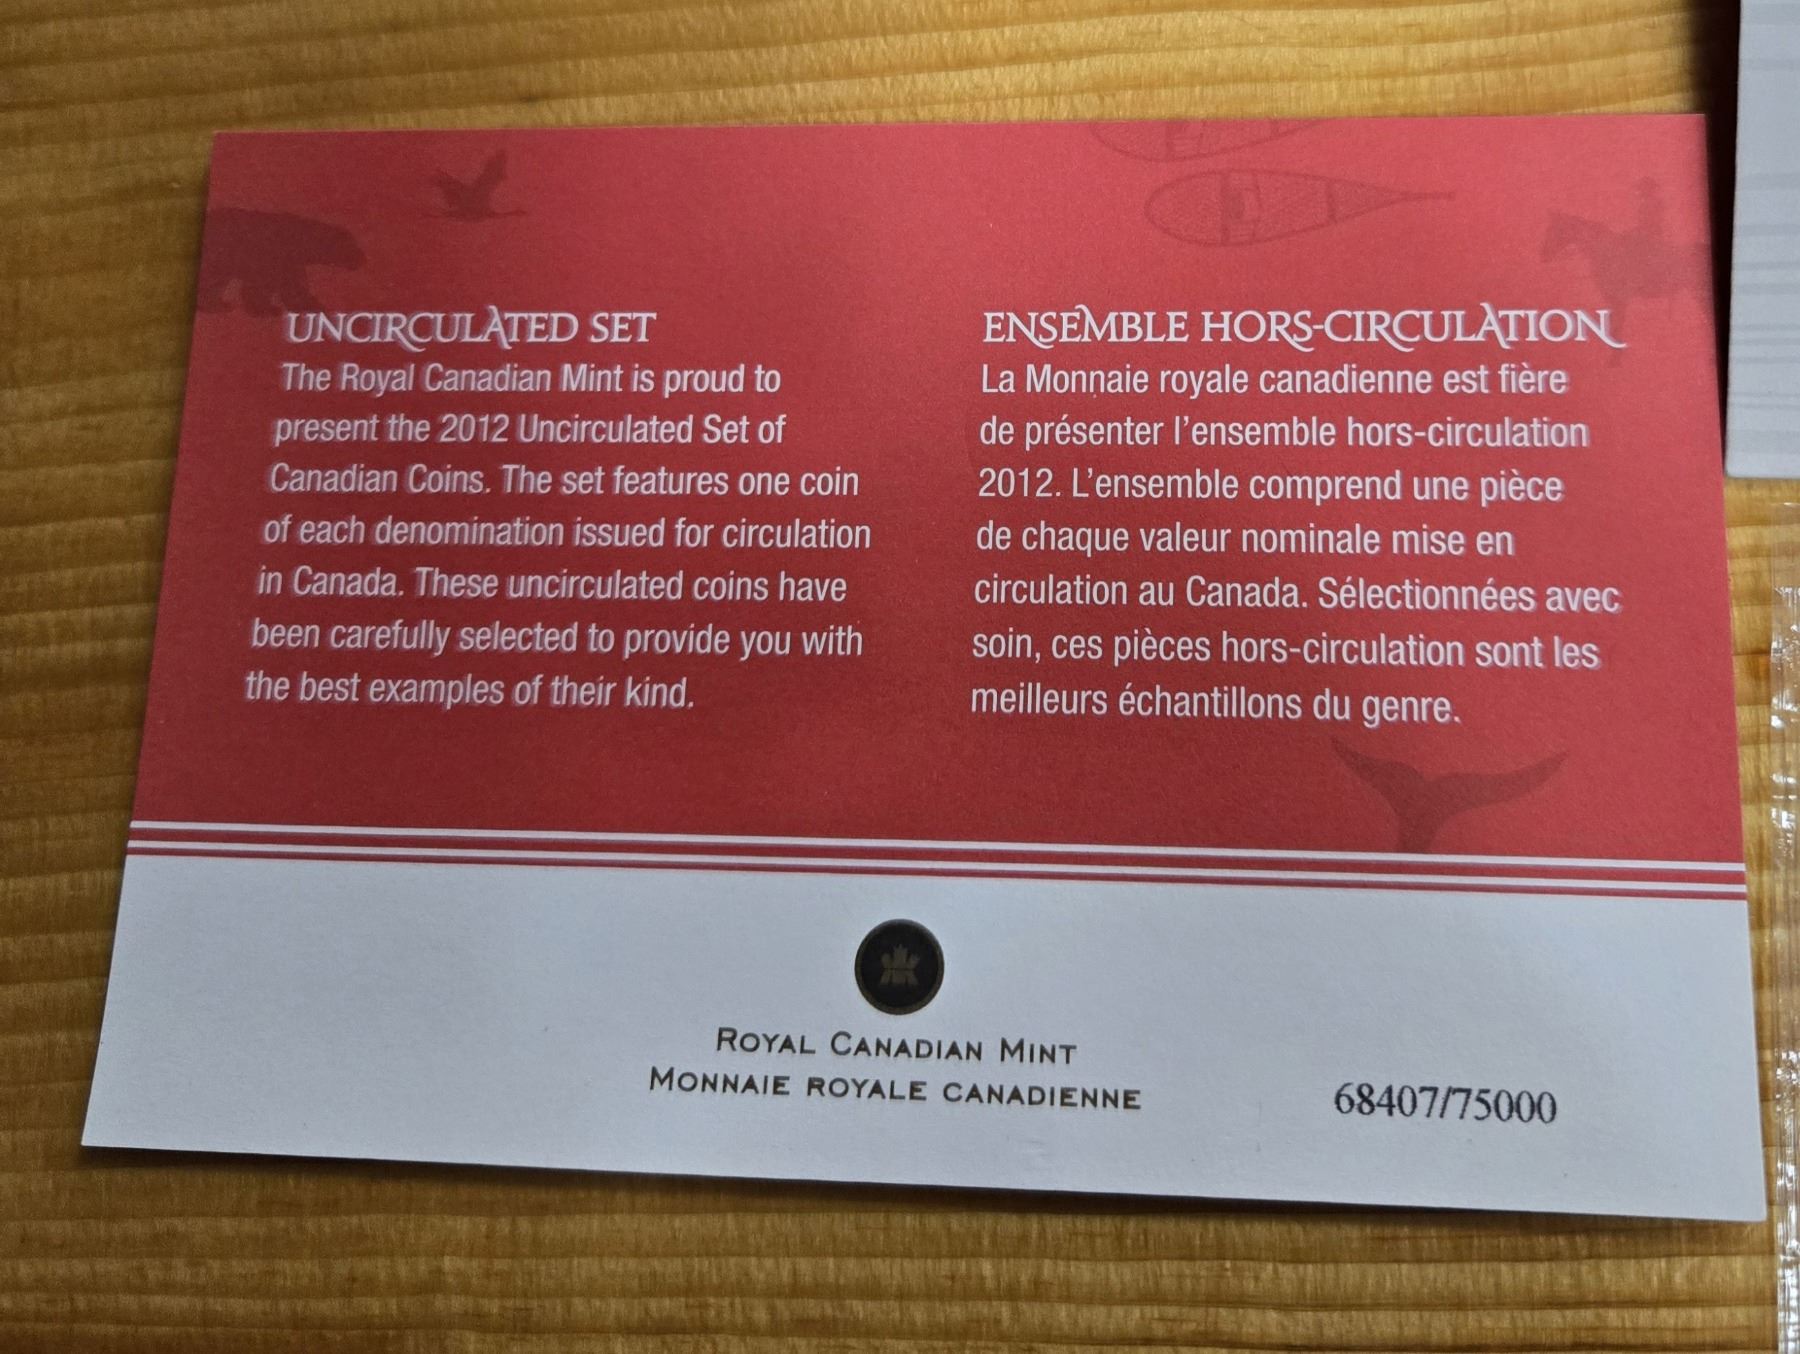 UNCIRCULATED SET
The Royal Canadian Mint is proud to
present the 2012 Uncirculated Set of
Canadian Coins. The set features one coin
of each denomination issued for circulation
in Canada. These uncirculated coins have
been carefully selected to provide you with
the best examples of their kind.
ENSEMBLE HORS-CIRCULATION
La Monnaie royale canadienne est fière
de présenter l'ensemble hors-circulation
2012. L'ensemble comprend une pièce
de chaque valeur nominale mise en
circulation au Canada. Sélectionnées avec
soin, ces pièces hors-circulation sont les
meilleurs échantillons du genre.
ROYAL CANADIAN MINT
MONNAIE ROYALE CANADIENNE
68407/75000